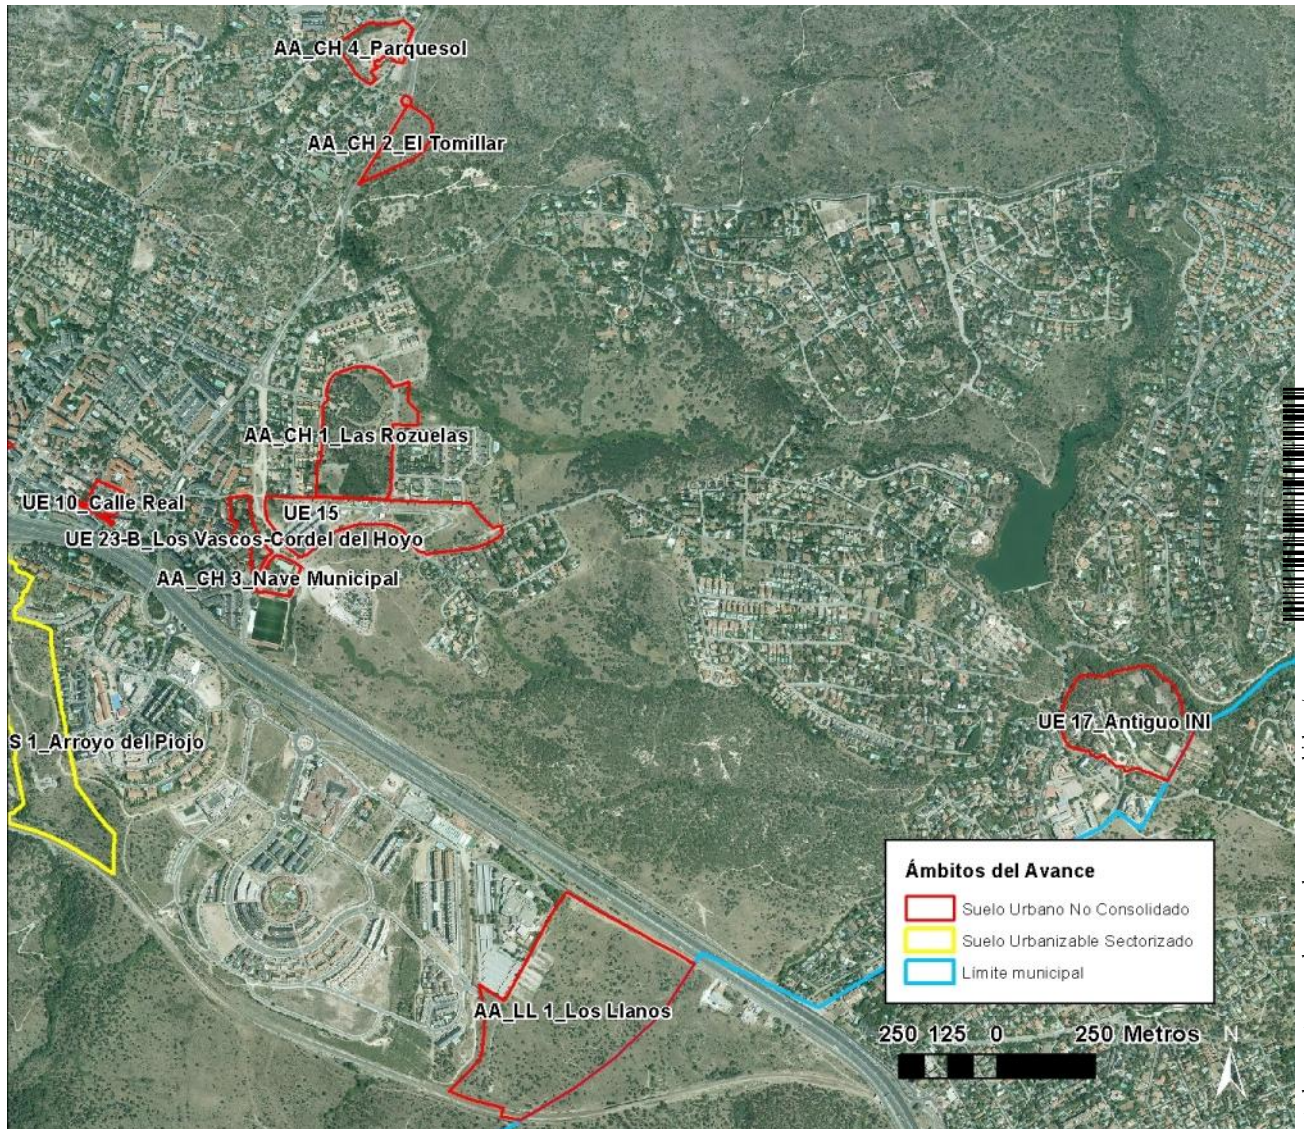 AA_CH 4_Parquesol
AA_CH 2_El Tomillar
AA_CH 1_Las Rozuelas
UE 10_Calle Real
UE 15
UE 23-B_Los Vascos-Cordel del Hoyo
AA_CH 3_Nave Municipal
S 1_Arroyo del Piojo
UE 17_Antiguo INI
AA_LL 1_Los Llanos
Ámbitos del Avance
Suelo Urbano No Consolidado
Suelo Urbanizable Sectorizado
Límite municipal
250 125 0 250 Metros
N